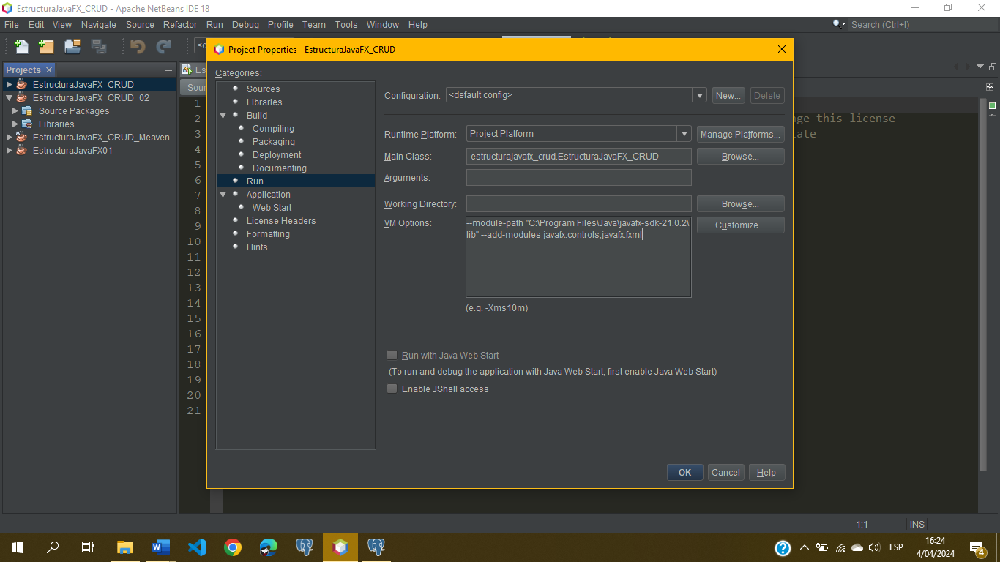 EstructuraJavaFX_CRUD - Apache NetBeans IDE 18
File Edit View Navigate Source Refactor Run Debug Profile Team Tools Window Help
Search (Ctrl+I)
Project Properties - EstructuraJavaFX_CRUD
Projects
EstructuraJavaFX_CRUD
EstructuraJavaFX_CRUD_02
Source Packages
Libraries
EstructuraJavaFX_CRUD_Meaven
EstructuraJavaFX01
1
2
3
4
5
6
7
8
9
10
11
12
13
14
15
16
17
18
19
20
21
Categories:
Sources
Libraries
Build
Compiling
Packaging
Deployment
Documenting
Run
Application
Web Start
License Headers
Formatting
Hints
Configuration: <default config> New... Delete
Runtime Platform: Project Platform Manage Platforms...
Main Class: estructurajavafx_crud.EstructuraJavaFX_CRUD Browse...
Arguments:
Working Directory: Browse...
VM Options: --module-path "C:\Program Files\Java\javafx-sdk-21.0.2\ Customize...
lib" --add-modules javafx.controls,javafx.fxml
(e.g. -Xms10m)
Run with Java Web Start
(To run and debug the application with Java Web Start, first enable Java Web Start)
Enable JShell access
OK Cancel Help
this license
1:1 INS
ESP
16:24
4/04/2024
4